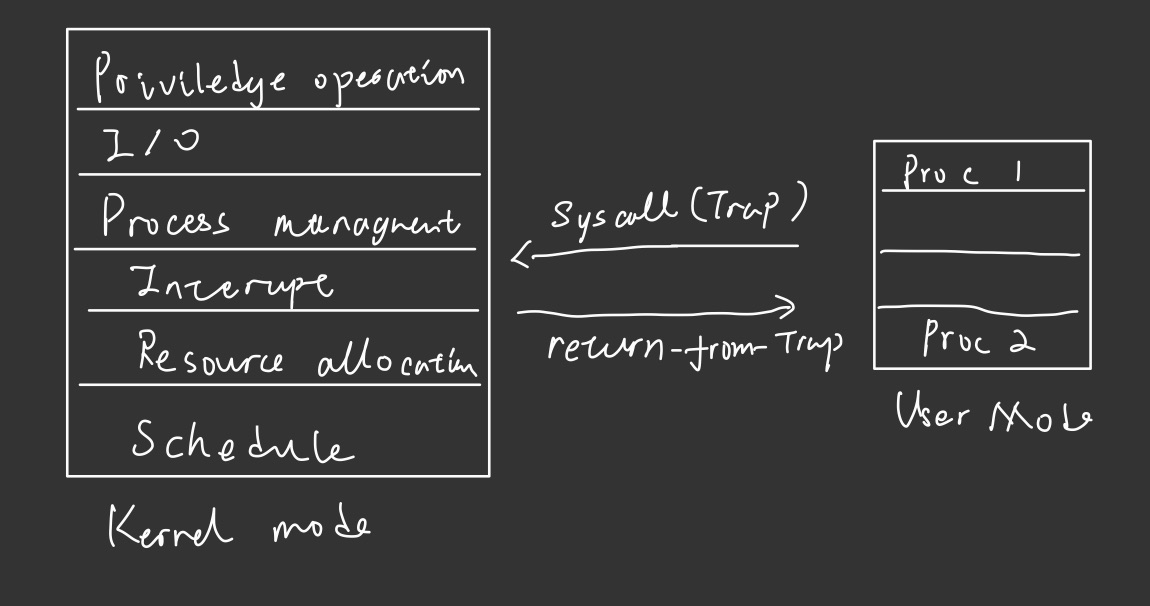 Priviledge operation
I/O
Process managment
Interupt
Resource allocation
Schedule
Kernel mode
Syscall (Trap)
return-from-Trap
Proc 1
Proc 2
User Mode